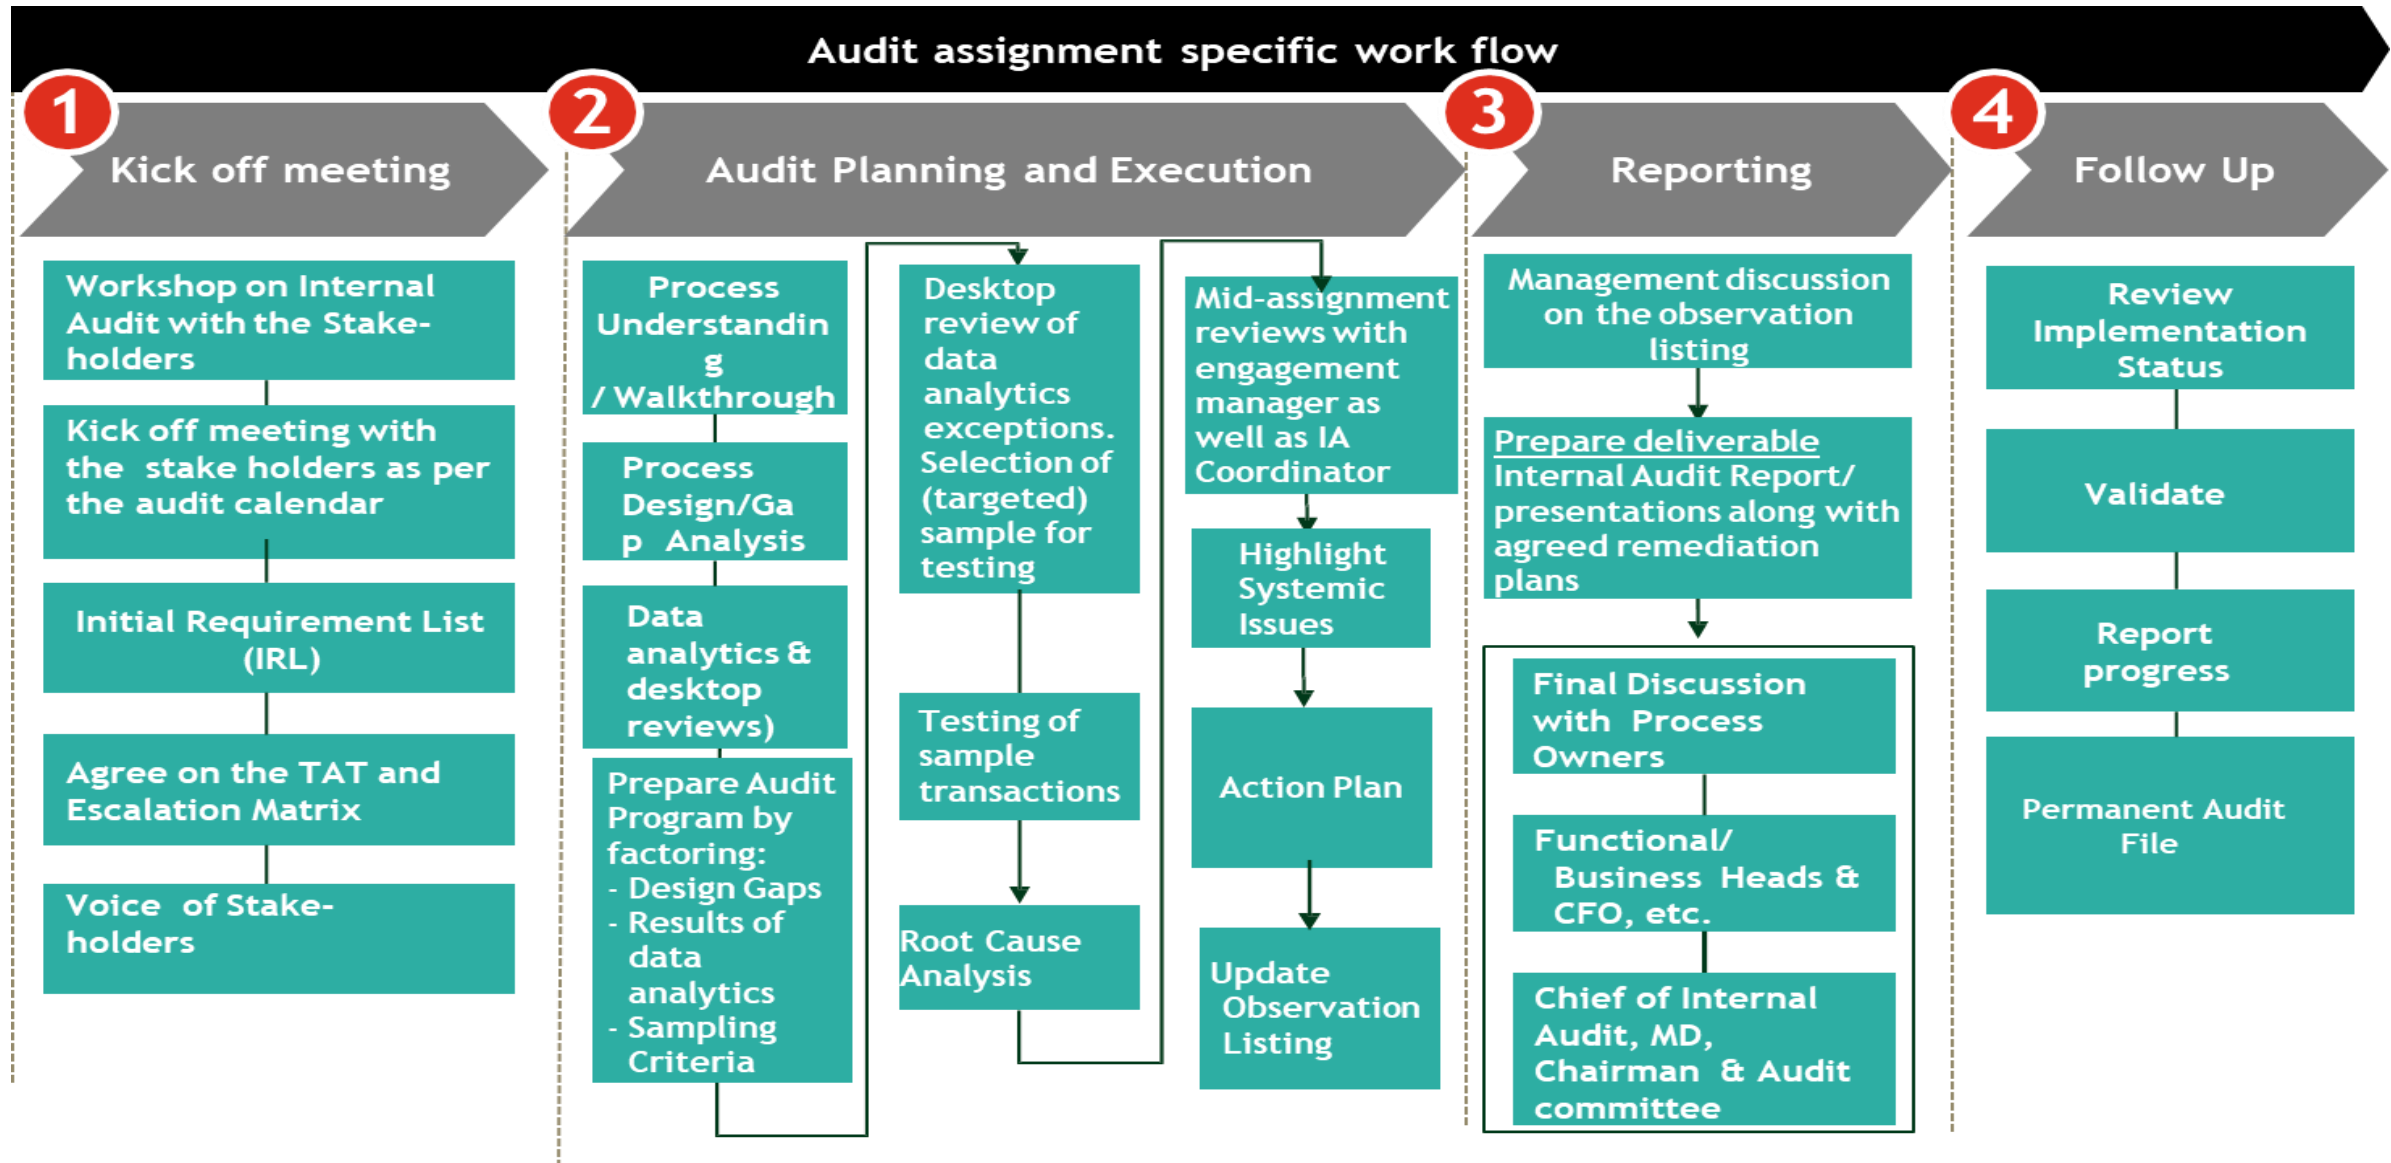 Audit assignment specific work flow
1
Kick off meeting
Workshop on Internal
Audit with the Stake-
holders
Kick off meeting with
the stake holders as per
the audit calendar
Initial Requirement List
(IRL)
Agree on the TAT and
Escalation Matrix
Voice of Stake-
holders
2
Audit Planning and Execution
Process
Understandin
g
/ Walkthrough
Process
Design/Ga
p Analysis
Data
analytics &
desktop
reviews)
Prepare Audit
Program by
factoring:
- Design Gaps
- Results of
data
analytics
- Sampling
Criteria
Desktop
review of
data
analytics
exceptions.
Selection of
(targeted)
sample for
testing
Testing of
sample
transactions
Root Cause
Analysis
Mid-assignment
reviews with
engagement
manager as
well as IA
Coordinator
Highlight
Systemic
Issues
Action Plan
Update
Observation
Listing
3
Reporting
Management discussion
on the observation
listing
Prepare deliverable
Internal Audit Report/
presentations along with
agreed remediation
plans
Final Discussion
with Process
Owners
Functional/
Business Heads &
CFO, etc.
Chief of Internal
Audit, MD,
Chairman & Audit
committee
4
Follow Up
Review
Implementation
Status
Validate
Report
progress
Permanent Audit
File